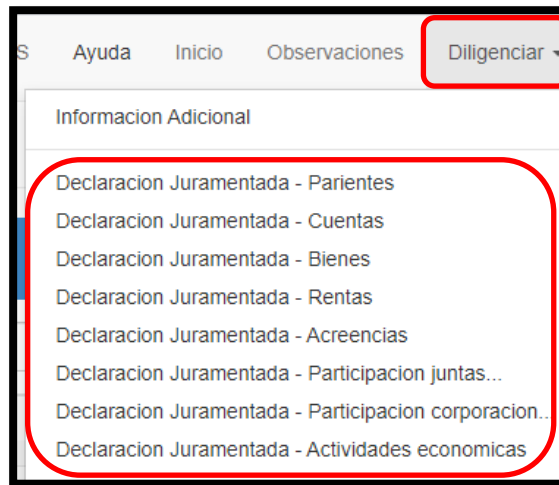 S Ayuda Inicio Observaciones Diligenciar
Informacion Adicional
Declaracion Juramentada - Parientes
Declaracion Juramentada - Cuentas
Declaracion Juramentada - Bienes
Declaracion Juramentada - Rentas
Declaracion Juramentada - Acreencias
Declaracion Juramentada - Participacion juntas...
Declaracion Juramentada - Participacion corporacion...
Declaracion Juramentada - Actividades economicas